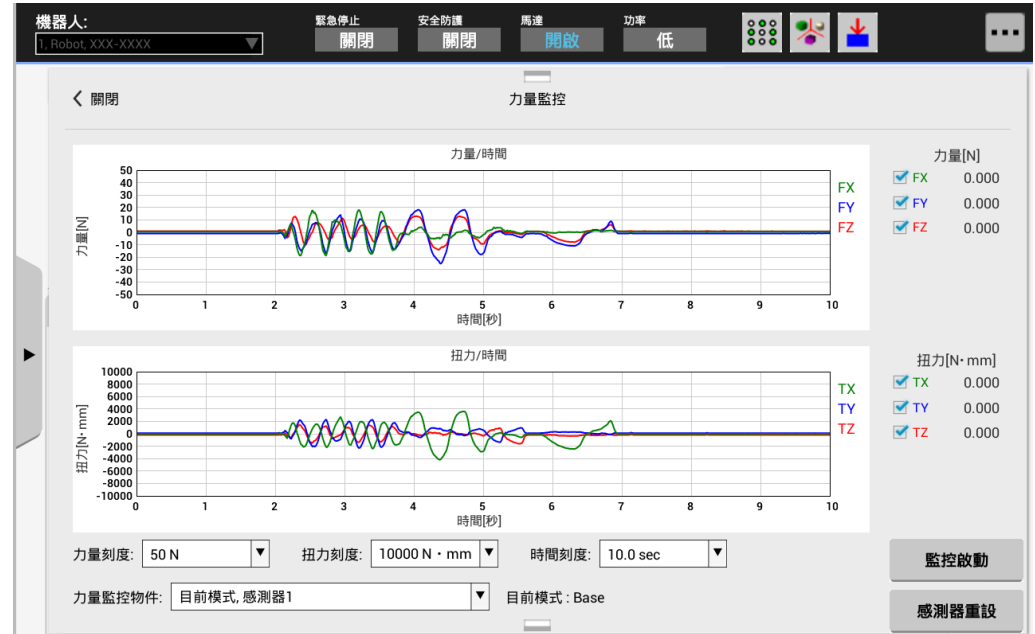 機器人:
緊急停止 安全防護 馬達 功率
1, Robot, XXX-XXXX 關閉 關閉 開啟 低
關閉 力量監控
力量/時間
力量[N]
50
40
30
20
10
0
-10
-20
-30
-40
-50
0 1 2 3 4 5 6 7 8 9 10
時間[秒]
FX
FY
FZ
力量[N]
FX 0.000
FY 0.000
FZ 0.000
扭力/時間
扭力[N· mm]
10000
8000
6000
4000
2000
0
-2000
-4000
-6000
-8000
-10000
0 1 2 3 4 5 6 7 8 9 10
時間[秒]
TX
TY
TZ
扭力[N· mm]
TX 0.000
TY 0.000
TZ 0.000
力量刻度: 50 N 扭力刻度: 10000 N · mm 時間刻度: 10.0 sec 監控啟動
力量監控物件: 目前模式, 感測器1 目前模式 : Base 感測器重設